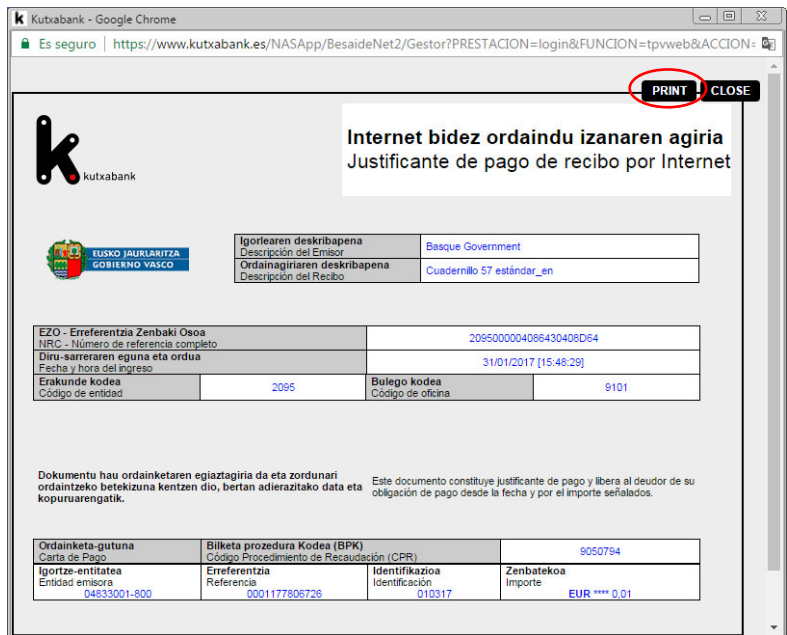 Kutxabank - Google Chrome
Es seguro | https://www.kutxabank.es/NASApp/BesaideNet2/Gestor?PRESTACION=login&FUNCION=tpvweb&ACCION=
PRINT CLOSE
k kutxabank
Internet bidez ordaindu izanaren agiria
Justificante de pago de recibo por Internet
EUSKO JAURLARITZA
GOBIERNO VASCO
Igorlearen deskribapena
Descripción del Emisor
Basque Government
Ordainagiriaren deskribapena
Descripción del Recibo
Cuadernillo 57 estándar_en
EZO - Erreferentzia Zenbaki Osoa
NRC - Número de referencia completo
2095000004086430408D64
Diru-sarreraren eguna eta ordua
Fecha y hora del ingreso
31/01/2017 [15:48:29]
Erakunde kodea
Código de entidad
2095
Bulego kodea
Código de oficina
9101
Dokumentu hau ordainketaren egiaztagiria da eta zordunari
ordaintzeko betekizuna kentzen dio, bertan adierazitako data eta
kopuruarengatik.
Este documento constituye justificante de pago y libera al deudor de su
obligación de pago desde la fecha y por el importe señalados.
Ordainketa-gutuna
Carta de Pago
Bilketa prozedura Kodea (BPK)
Código Procedimiento de Recaudación (CPR)
9050794
Igortze-entitatea
Entidad emisora
04833001-800
Erreferentzia
Referencia
0001177806726
Identifikazioa
Identificación
010317
Zenbatekoa
Importe
EUR **** 0,01